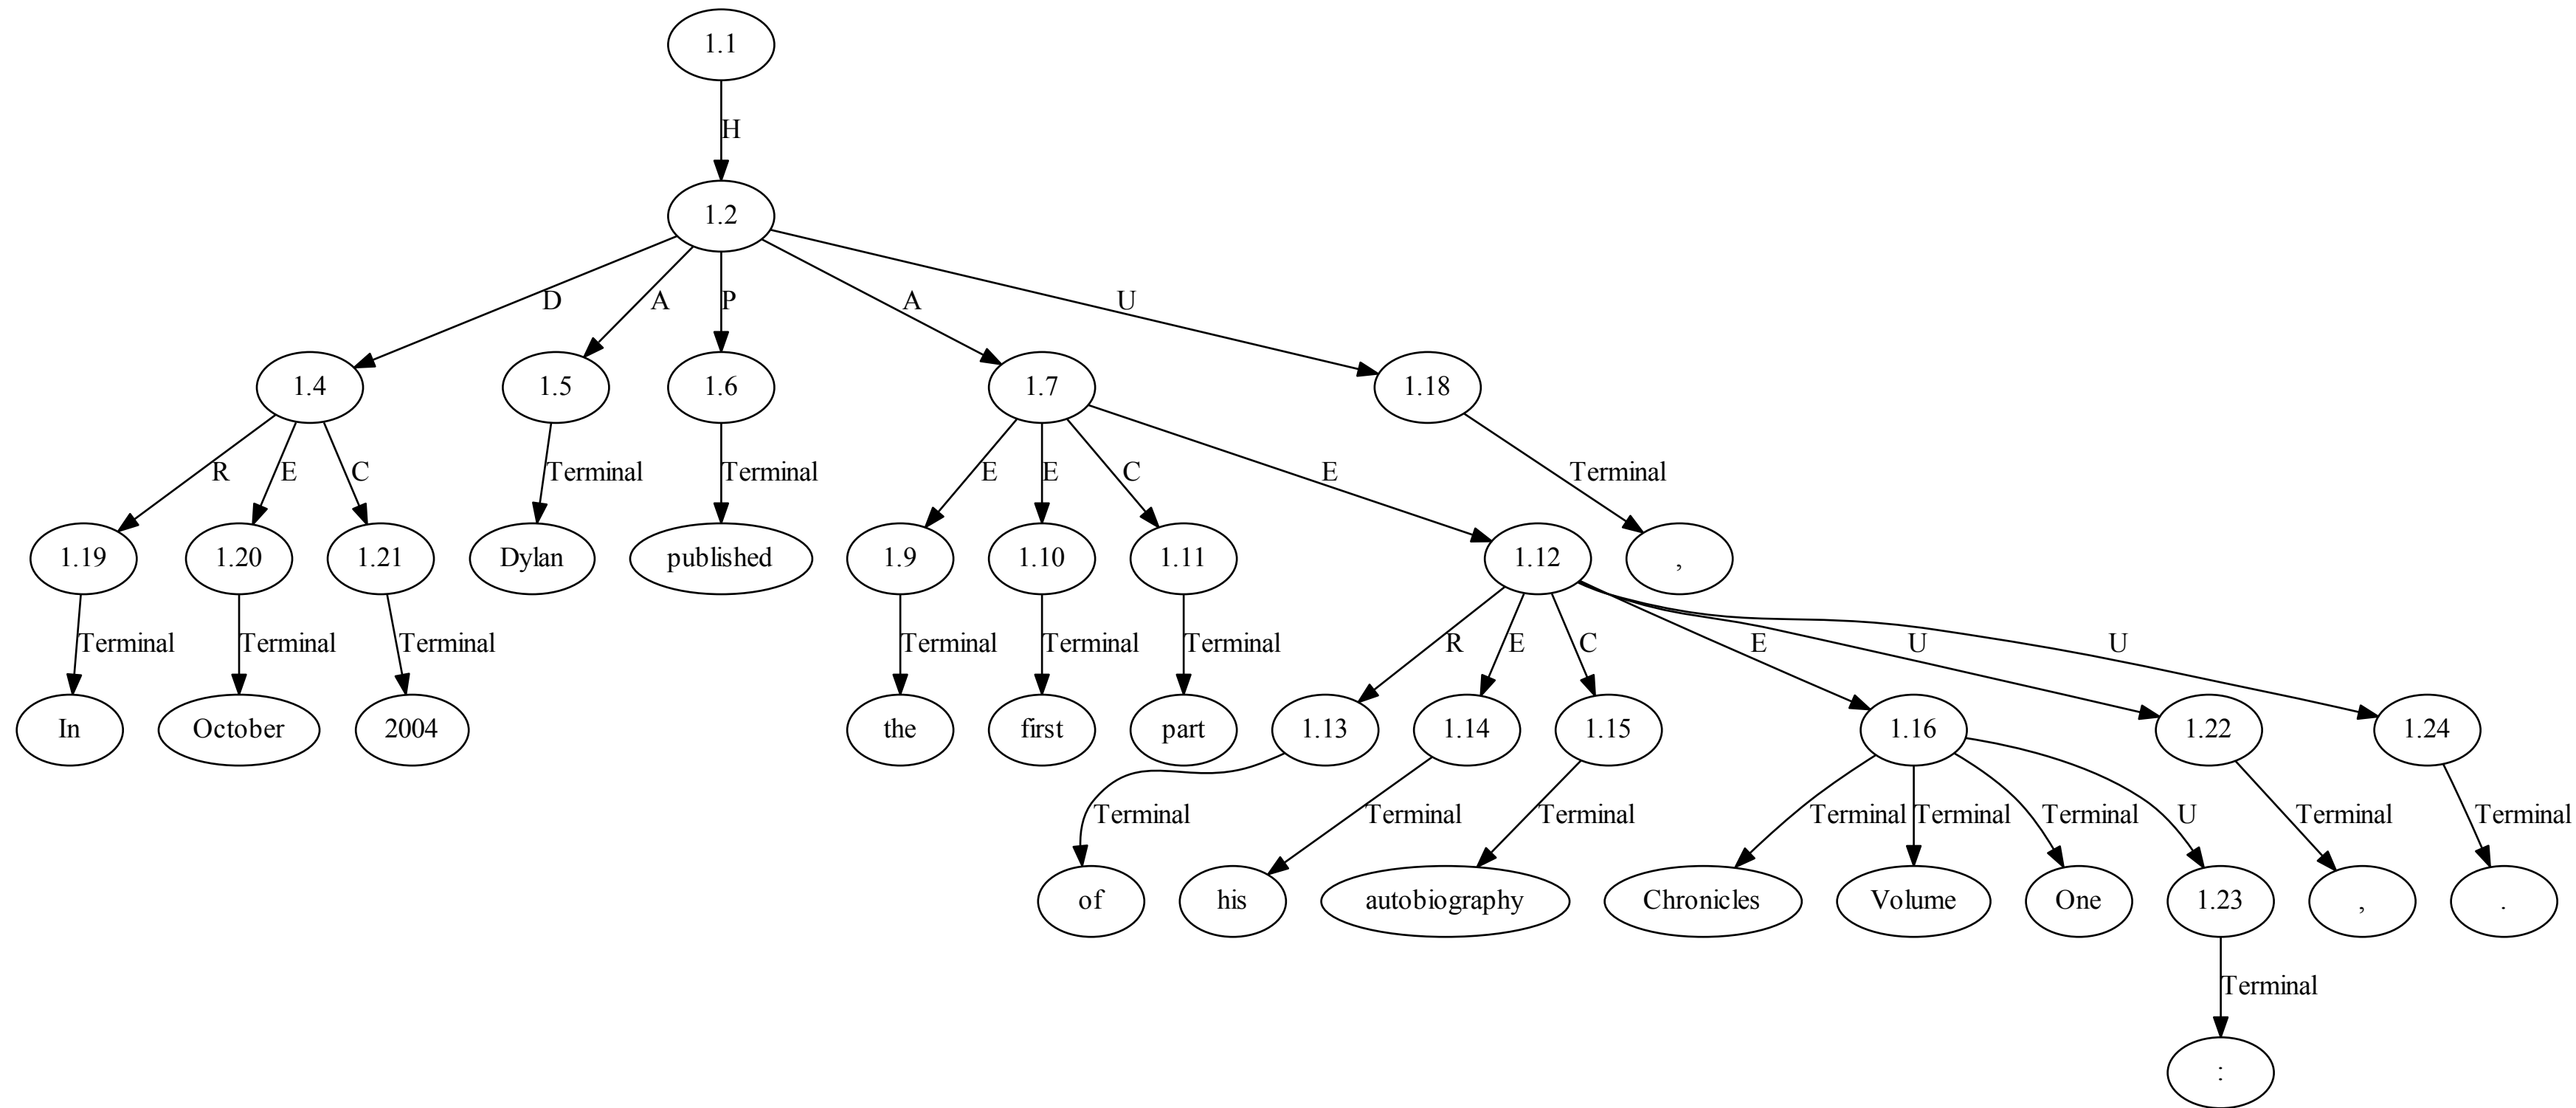 1.1
H
1.2
D A P A U
1.4 1.5 1.6 1.7 1.18
R E C Terminal Terminal E E C E Terminal
1.19 1.20 1.21 Dylan published 1.9 1.10 1.11 1.12 ,
Terminal Terminal Terminal Terminal Terminal Terminal R E C E U U
In October 2004 the first part 1.13 1.14 1.15 1.16 1.22 1.24
Terminal Terminal Terminal Terminal Terminal Terminal U Terminal Terminal
of his autobiography Chronicles Volume One 1.23 , .
Terminal
: